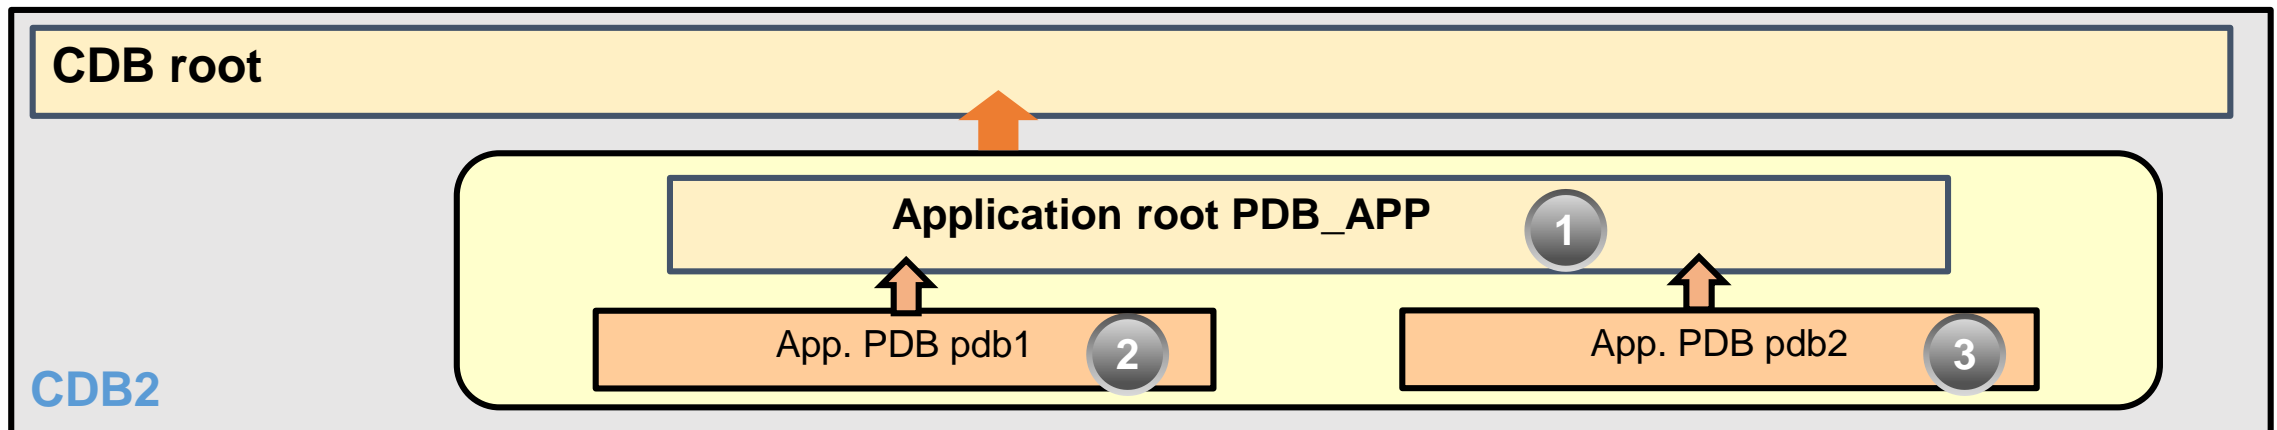 CDB root
Application root PDB_APP
1
App. PDB pdb1
2
App. PDB pdb2
3
CDB2